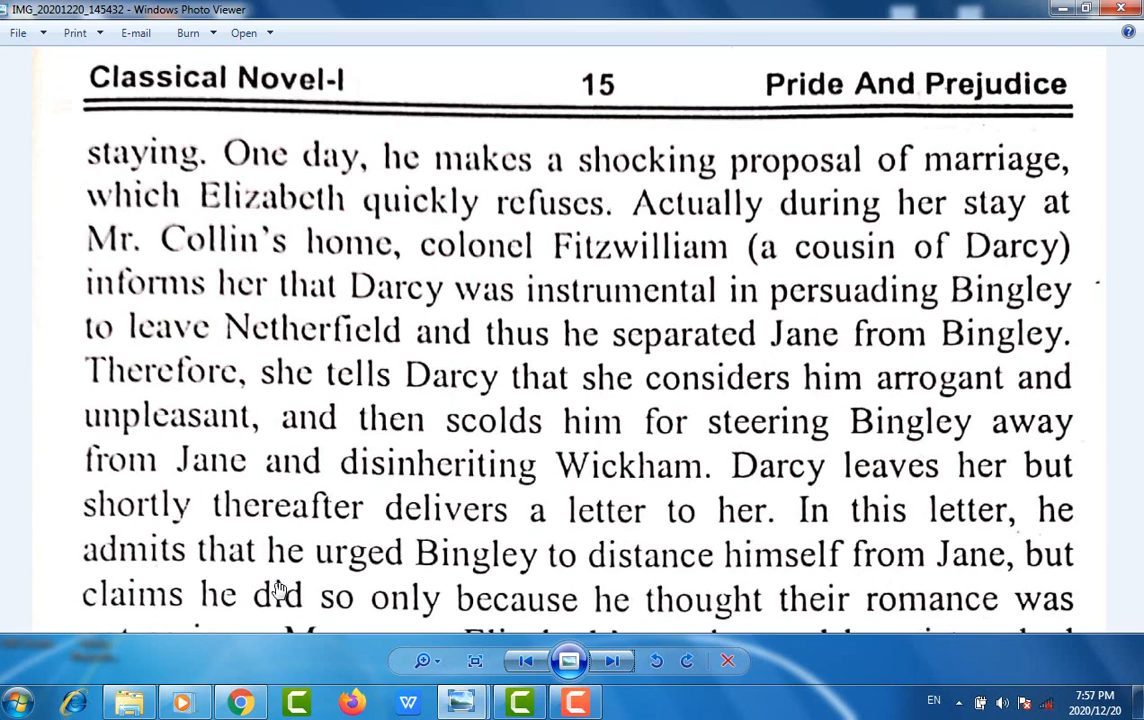 IMG_20201220_145432 - Windows Photo Viewer
File Print E-mail Burn Open
Classical Novel-I 15 Pride And Prejudice
staying. One day, he makes a shocking proposal of marriage,
which Elizabeth quickly refuses. Actually during her stay at
Mr. Collin's home, colonel Fitzwilliam (a cousin of Darcy)
informs her that Darcy was instrumental in persuading Bingley
to leave Netherfield and thus he separated Jane from Bingley.
Therefore, she tells Darcy that she considers him arrogant and
unpleasant, and then scolds him for steering Bingley away
from Jane and disinheriting Wickham. Darcy leaves her but
shortly thereafter delivers a letter to her. In this letter, he
admits that he urged Bingley to distance himself from Jane, but
claims he did so only because he thought their romance was
EN 7:57 PM
2020/12/20